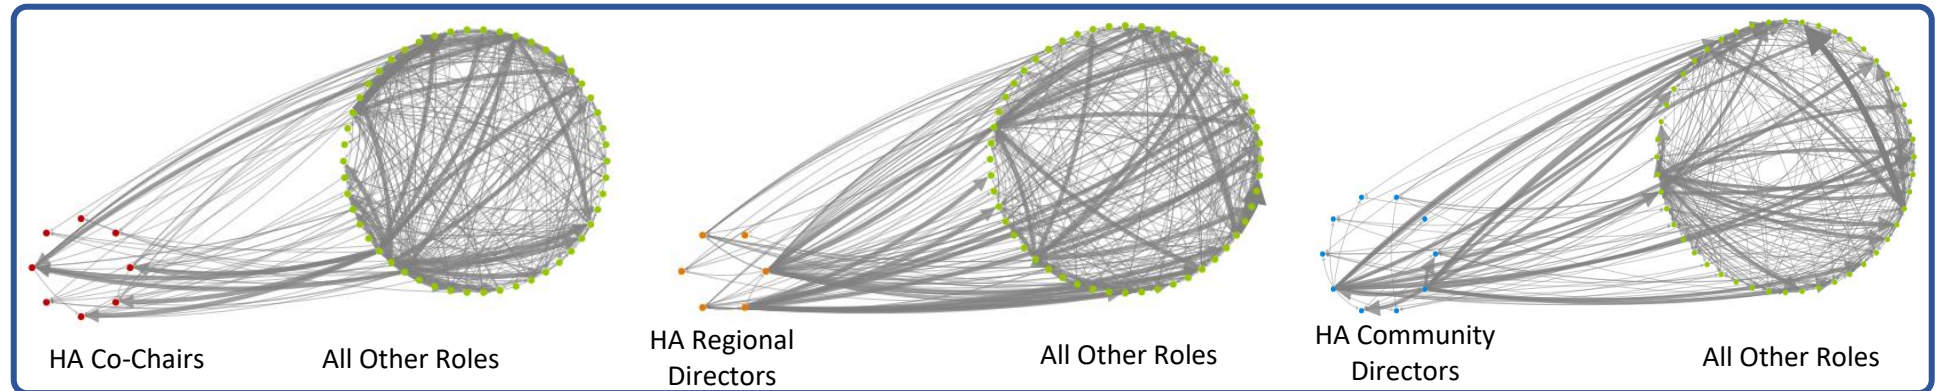 HA Co-Chairs
All Other Roles
HA Regional
Directors
All Other Roles
HA Community
Directors
All Other Roles